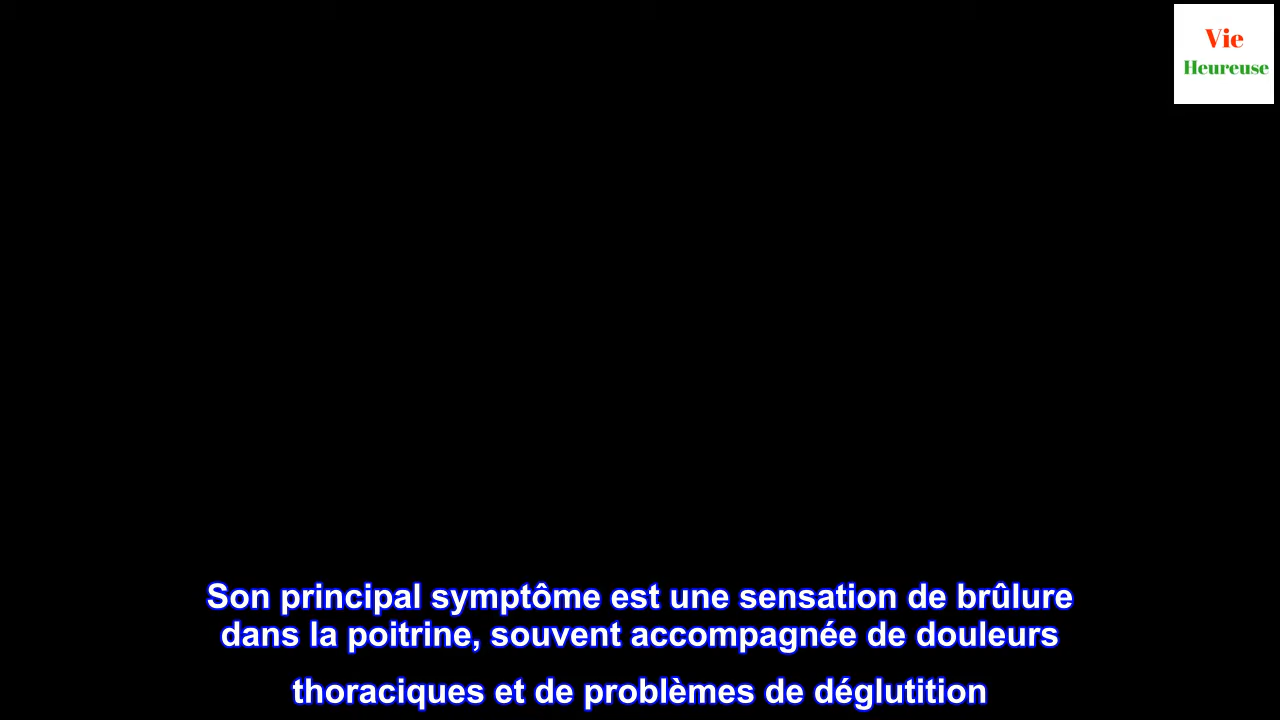 Vie
Heureuse
Son principal symptôme est une sensation de brûlure
dans la poitrine, souvent accompagnée de douleurs
thoraciques et de problèmes de déglutition